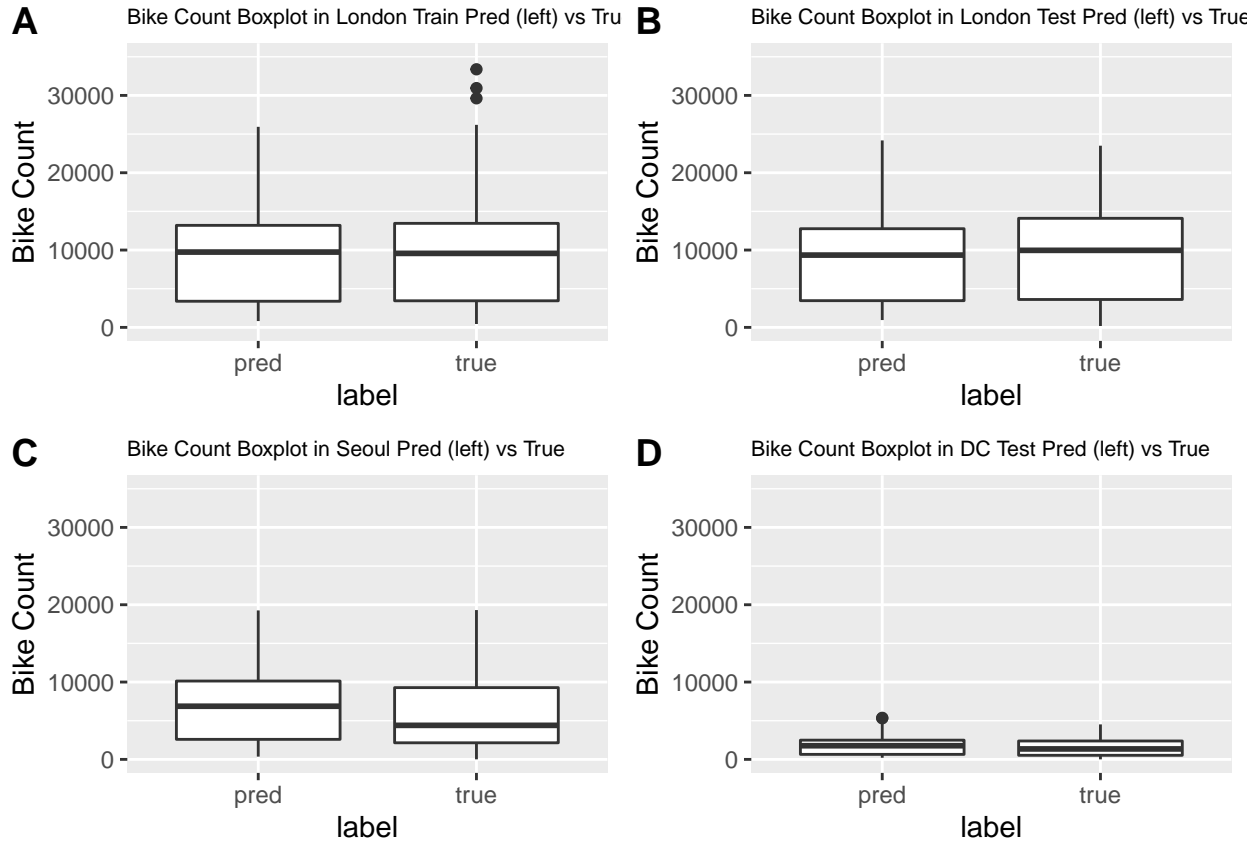 A
Bike Count Boxplot in London Train Pred (left) vs Tru
30000
20000
10000
0
Bike Count
pred
true
label
B
Bike Count Boxplot in London Test Pred (left) vs True
30000
20000
10000
0
Bike Count
pred
true
label
C
Bike Count Boxplot in Seoul Pred (left) vs True
30000
20000
10000
0
Bike Count
pred
true
label
D
Bike Count Boxplot in DC Test Pred (left) vs True
30000
20000
10000
0
Bike Count
pred
true
label